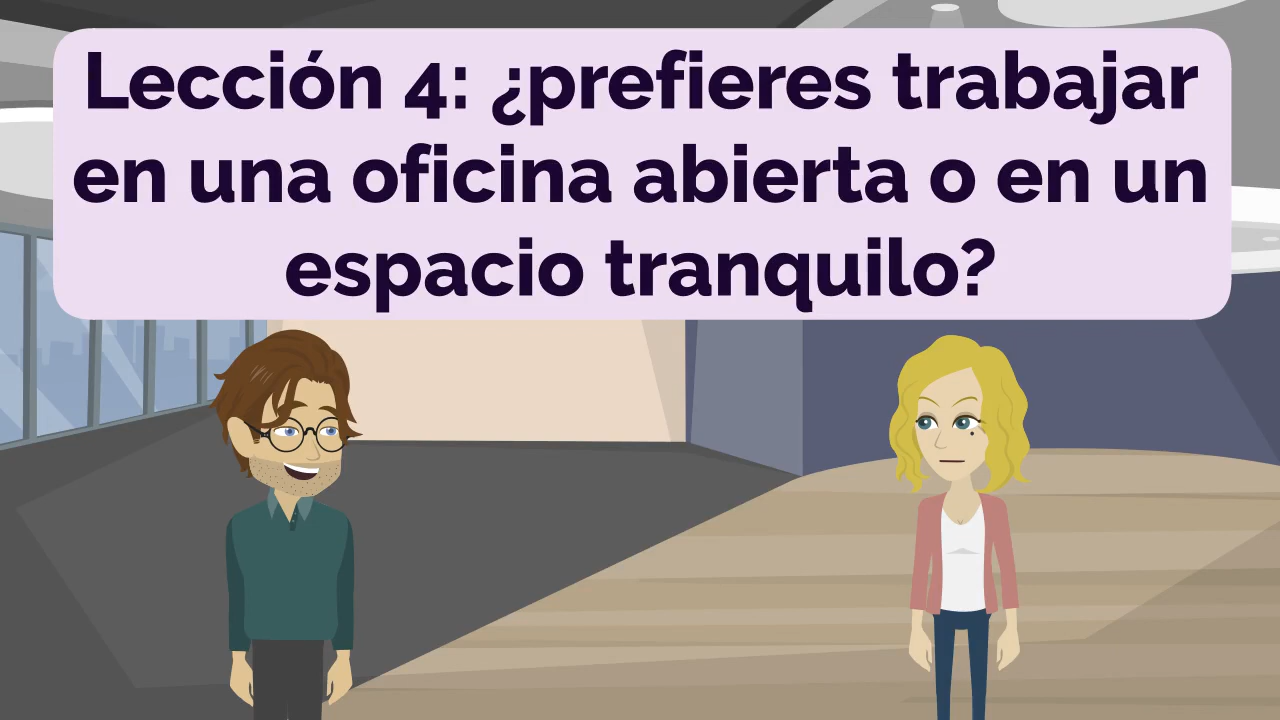 Lección 4: ¿prefieres trabajar
en una oficina abierta o en un
espacio tranquilo?